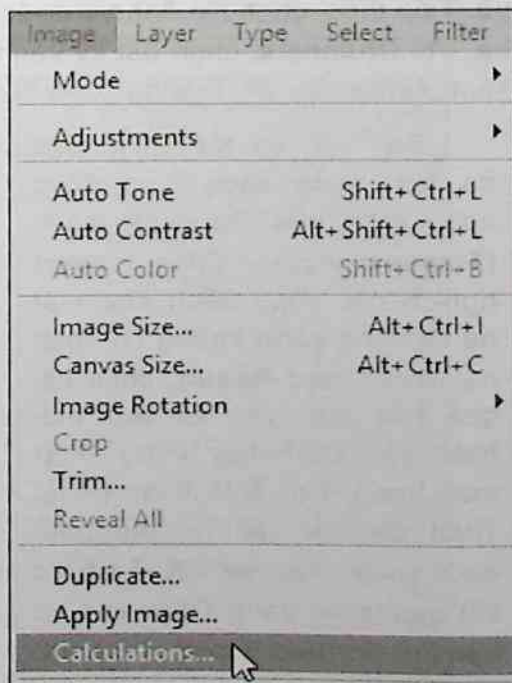 Image Layer Type Select Filter
Mode
Adjustments
Auto Tone Shift+Ctrl+L
Auto Contrast Alt+Shift+Ctrl+L
Auto Color Shift+Ctrl+B
Image Size... Alt+Ctrl+I
Canvas Size... Alt+Ctrl+C
Image Rotation
Crop
Trim...
Reveal All
Duplicate...
Apply Image...
Calculations...